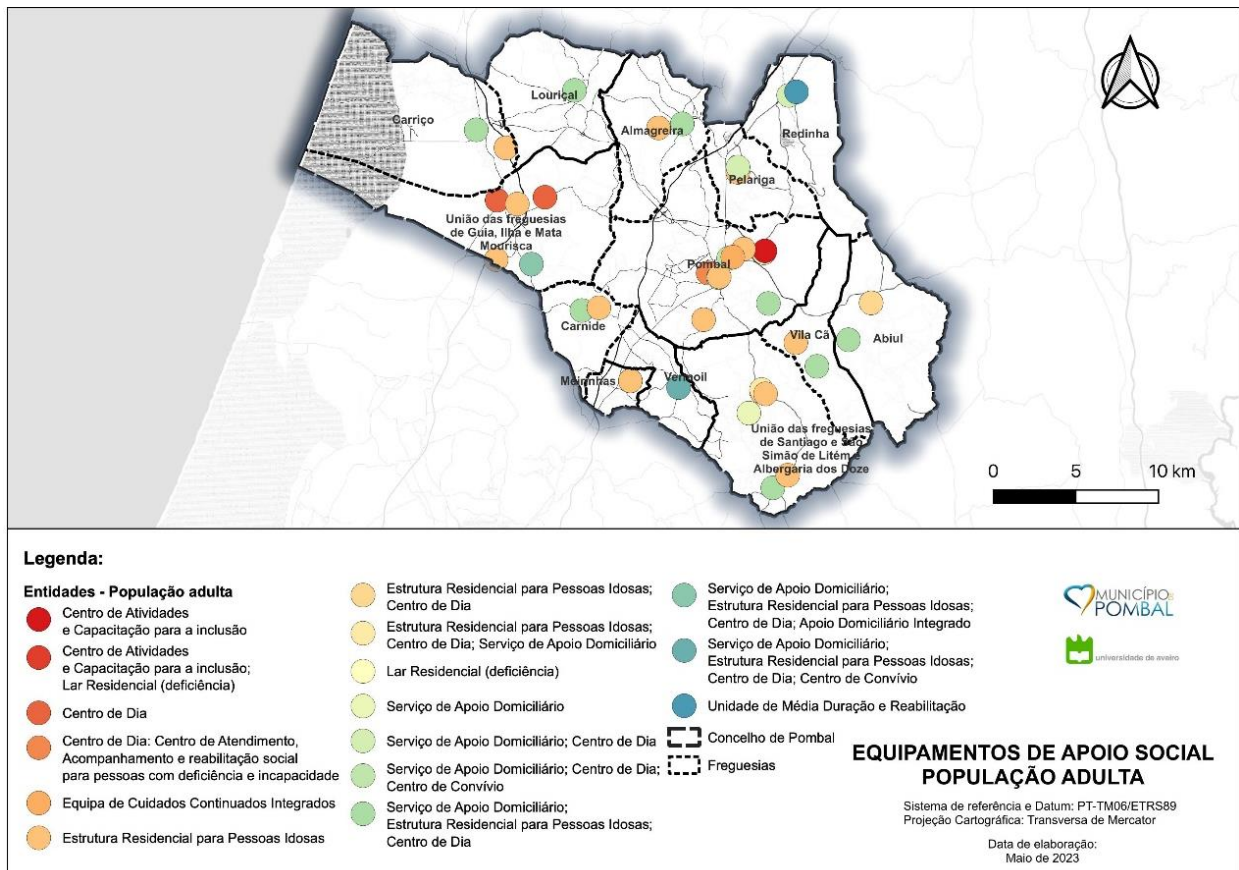 Louriçal
Carriço
Almagreira
Redinha
Pelariga
União das freguesias
de Guia, Ilha e Mata
Mourisca
Pombal
Carnide
Vila Cã
Abiul
Meirinhas
Vermoil
União das freguesias
de Santiago e São
Simão de Litém e
Albergaria dos Doze
0 5 10 km
Legenda:
Entidades - População adulta
Centro de Atividades
e Capacitação para a inclusão
Centro de Atividades
e Capacitação para a inclusão;
Lar Residencial (deficiência)
Centro de Dia
Centro de Dia: Centro de Atendimento,
Acompanhamento e reabilitação social
para pessoas com deficiência e incapacidade
Equipa de Cuidados Continuados Integrados
Estrutura Residencial para Pessoas Idosas
Estrutura Residencial para Pessoas Idosas;
Centro de Dia
Estrutura Residencial para Pessoas Idosas;
Centro de Dia; Serviço de Apoio Domiciliário
Lar Residencial (deficiência)
Serviço de Apoio Domiciliário
Serviço de Apoio Domiciliário; Centro de Dia
Serviço de Apoio Domiciliário; Centro de Dia;
Centro de Convívio
Serviço de Apoio Domiciliário;
Estrutura Residencial para Pessoas Idosas;
Centro de Dia
Serviço de Apoio Domiciliário;
Estrutura Residencial para Pessoas Idosas;
Centro de Dia; Apoio Domiciliário Integrado
Serviço de Apoio Domiciliário;
Estrutura Residencial para Pessoas Idosas;
Centro de Dia; Centro de Convívio
Unidade de Média Duração e Reabilitação
Concelho de Pombal
Freguesias
MUNICÍPIO DE
POMBAL
universidade de aveiro
EQUIPAMENTOS DE APOIO SOCIAL
POPULAÇÃO ADULTA
Sistema de referência e Datum: PT-TM06/ETRS89
Projeção Cartográfica: Transversa de Mercator
Data de elaboração:
Maio de 2023